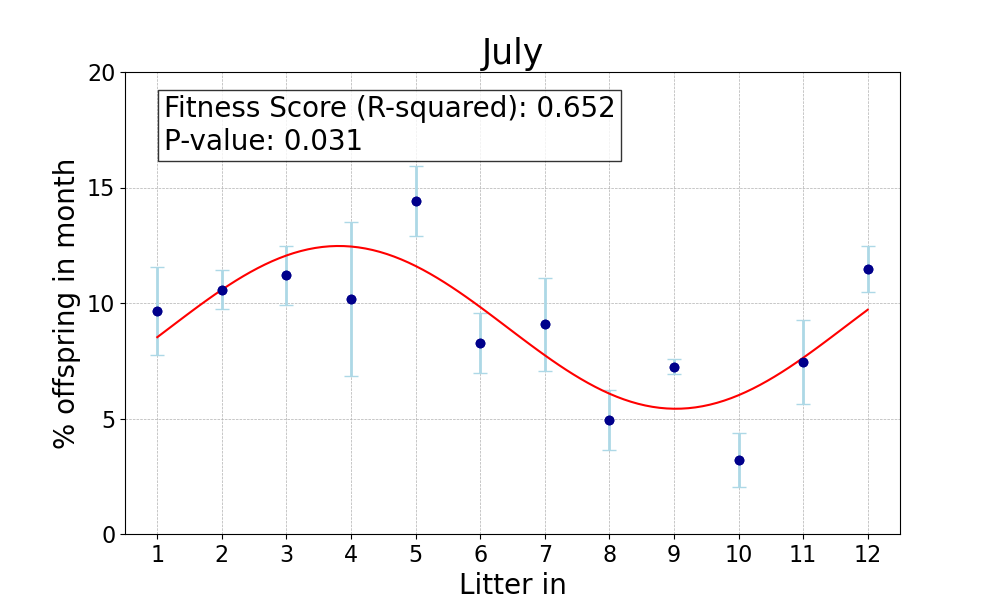 July
Fitness Score (R-squared): 0.652
P-value: 0.031
% offspring in month
20
15
10
5
0
1 2 3 4 5 6 7 8 9 10 11 12
Litter in